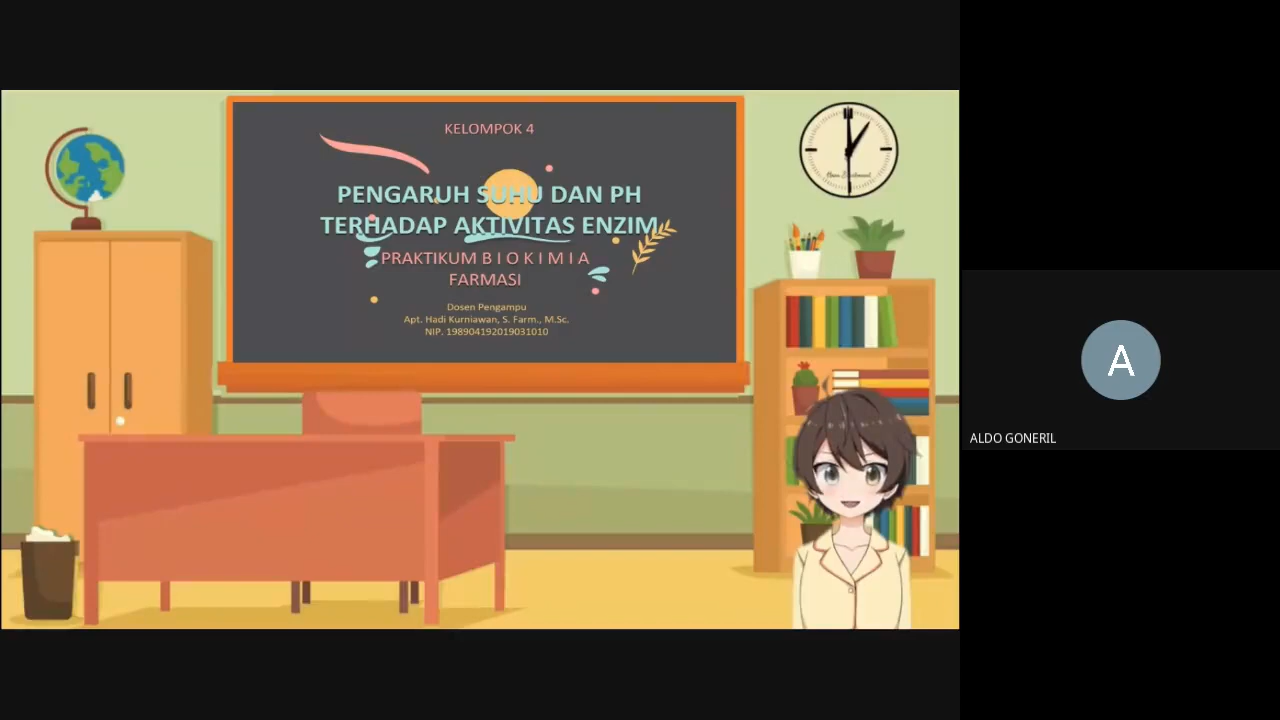 KELOMPOK 4
PENGARUH SUHU DAN PH
TERHADAP AKTIVITAS ENZIM
PRAKTIKUM B I O K I M I A
FARMASI
Dosen Pengampu
Apt. Hadi Kurniawan, S. Farm., M.Sc.
NIP. 198904192019031010
A
ALDO GONERIL